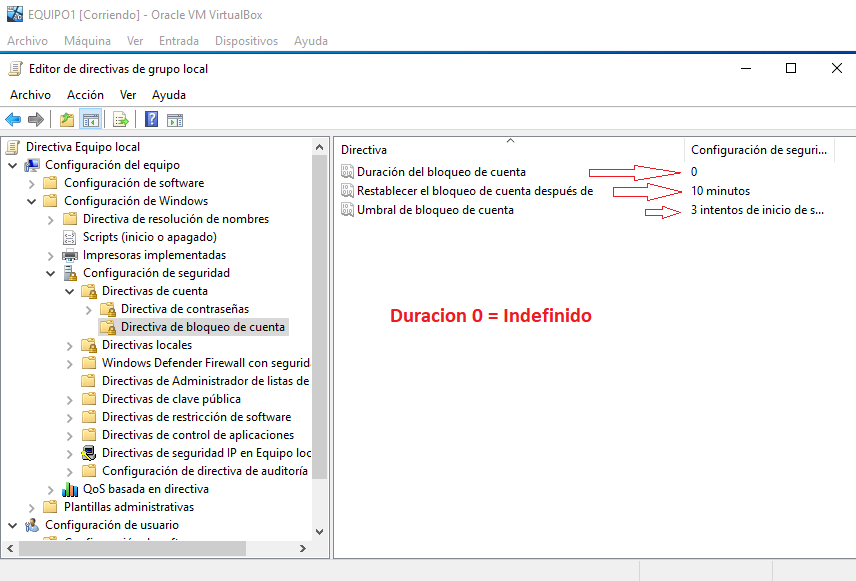 EQUIPO1 [Corriendo] - Oracle VM VirtualBox
Archivo Máquina Ver Entrada Dispositivos Ayuda
Editor de directivas de grupo local
Archivo Acción Ver Ayuda
Directiva Equipo local
Configuración del equipo
Configuración de software
Configuración de Windows
Directiva de resolución de nombres
Scripts (inicio o apagado)
Impresoras implementadas
Configuración de seguridad
Directivas de cuenta
Directiva de contraseñas
Directiva de bloqueo de cuenta
Directivas locales
Windows Defender Firewall con segurid
Directivas de Administrador de listas de
Directivas de clave pública
Directivas de restricción de software
Directivas de control de aplicaciones
Directivas de seguridad IP en Equipo loc
Configuración de directiva de auditoría
QoS basada en directiva
Plantillas administrativas
Configuración de usuario
Directiva Configuración de seguri...
Duración del bloqueo de cuenta 0
Restablecer el bloqueo de cuenta después de 10 minutos
Umbral de bloqueo de cuenta 3 intentos de inicio de s...
Duracion 0 = Indefinido